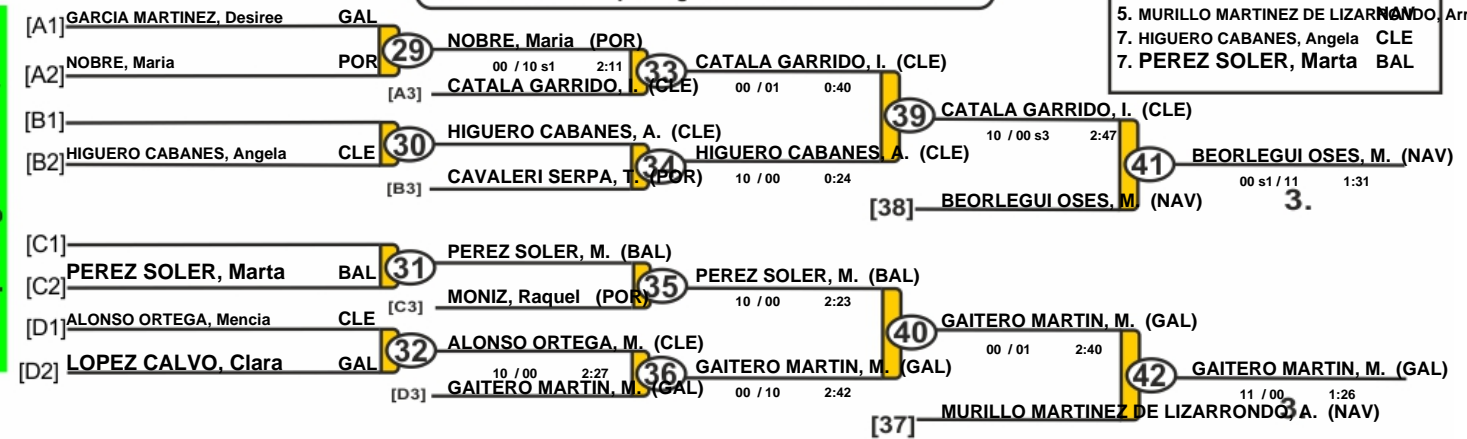 [A1] GARCIA MARTINEZ, Desiree GAL
[A2] NOBRE, Maria POR
29
NOBRE, Maria (POR)
00 / 10 s1 2:11
[A3] CATALA GARRIDO, I. (CLE)
33
CATALA GARRIDO, I. (CLE)
00 / 01 0:40
[B1]
[B2] HIGUERO CABANES, Angela CLE
30
HIGUERO CABANES, A. (CLE)
[B3] CAVALERI SERPA, T. (POR)
34
HIGUERO CABANES, A. (CLE)
10 / 00 0:24
39
CATALA GARRIDO, I. (CLE)
10 / 00 s3 2:47
[38] BEORLEGUI OSES, M. (NAV)
41
BEORLEGUI OSES, M. (NAV)
00 s1 / 11 1:31
3.
[C1]
[C2] PEREZ SOLER, Marta BAL
31
PEREZ SOLER, M. (BAL)
[C3] MONIZ, Raquel (POR)
35
PEREZ SOLER, M. (BAL)
10 / 00 2:23
[D1] ALONSO ORTEGA, Mencia CLE
[D2] LOPEZ CALVO, Clara GAL
32
ALONSO ORTEGA, M. (CLE)
10 / 00 2:27
[D3] GAITERO MARTIN, M. (GAL)
36
GAITERO MARTIN, M. (GAL)
00 / 10 2:42
40
GAITERO MARTIN, M. (GAL)
00 / 01 2:40
[37] MURILLO MARTINEZ DE LIZARRONDO, A. (NAV)
42
GAITERO MARTIN, M. (GAL)
11 / 00 1:26
3.
5. MURILLO MARTINEZ DE LIZARRONDO, NAV
7. HIGUERO CABANES, Angela CLE
7. PEREZ SOLER, Marta BAL